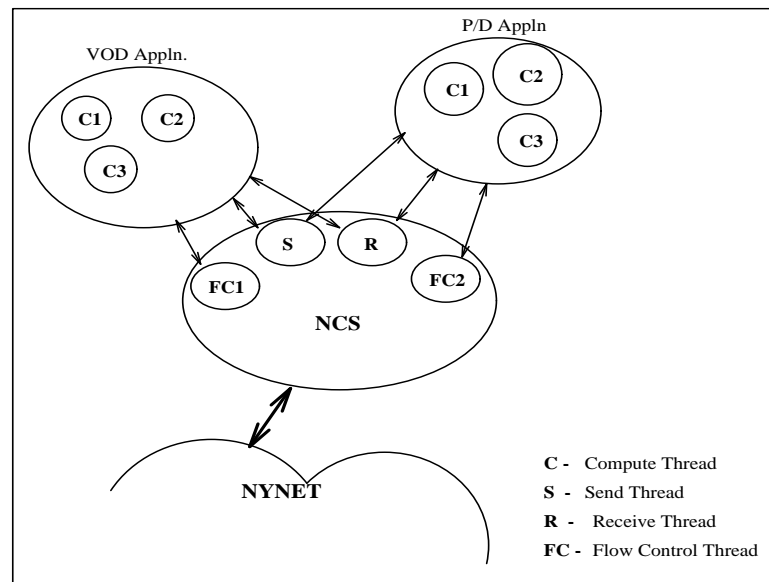 P/D Appln
VOD Appln.
C1
C2
C3
C1
C2
C3
S
R
FC1
FC2
NCS
NYNET
C - Compute Thread
S - Send Thread
R - Receive Thread
FC - Flow Control Thread